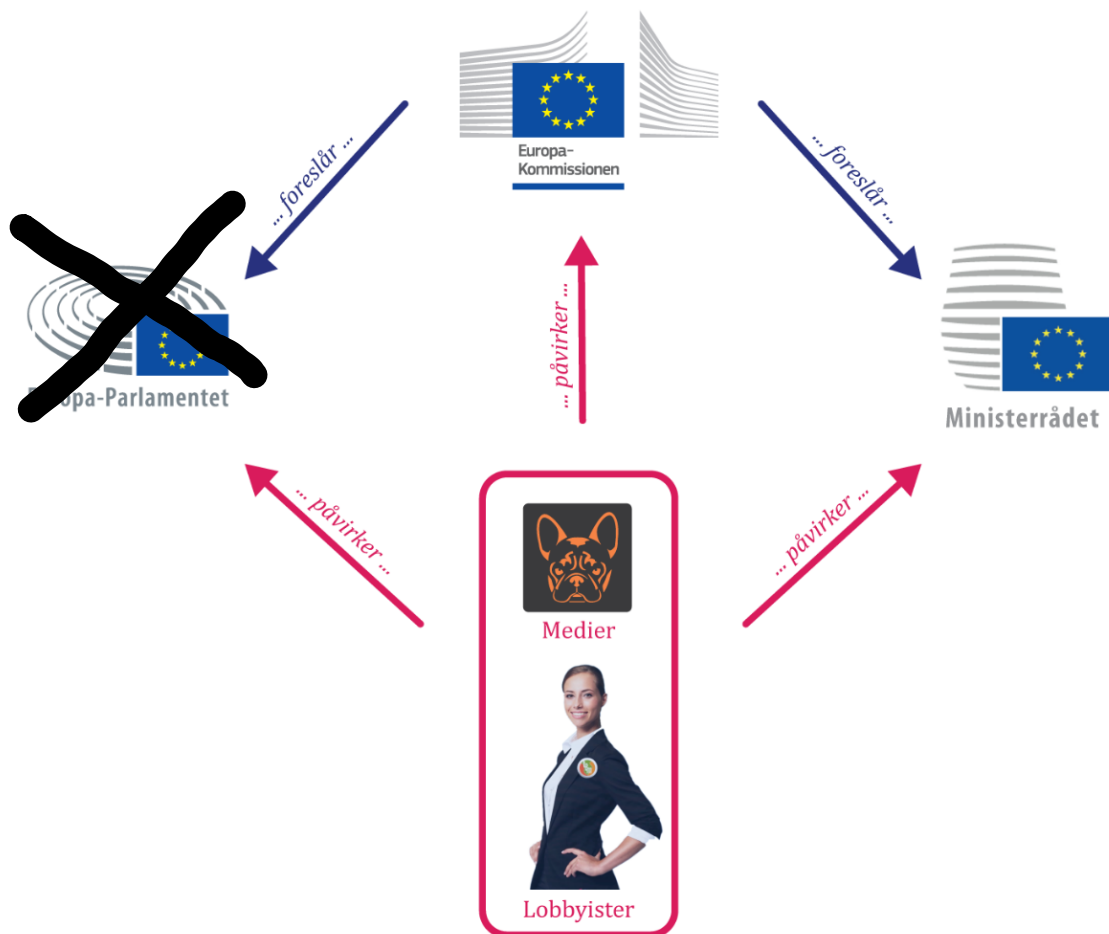 Europa-
Kommissionen
... foreslår ...
... foreslår ...
opa-Parlamentet
... påvirker ...
Ministerrådet
... påvirker ...
... påvirker ...
Medier
Lobbyister